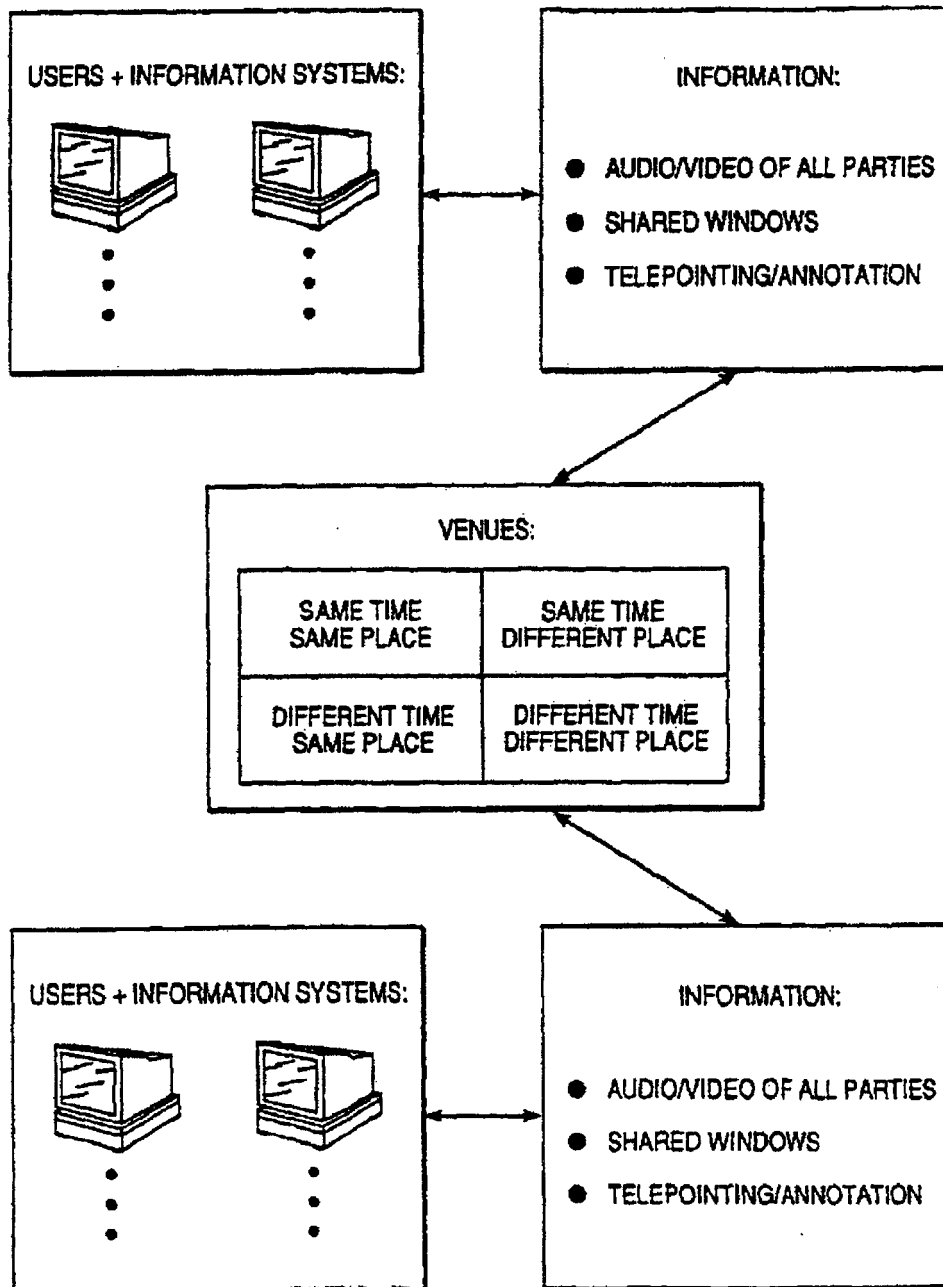 USERS + INFORMATION SYSTEMS:
INFORMATION:
● AUDIO/VIDEO OF ALL PARTIES
● SHARED WINDOWS
● TELEPOINTING/ANNOTATION
VENUES:
SAME TIME
SAME PLACE
SAME TIME
DIFFERENT PLACE
DIFFERENT TIME
SAME PLACE
DIFFERENT TIME
DIFFERENT PLACE
USERS + INFORMATION SYSTEMS:
INFORMATION:
● AUDIO/VIDEO OF ALL PARTIES
● SHARED WINDOWS
● TELEPOINTING/ANNOTATION